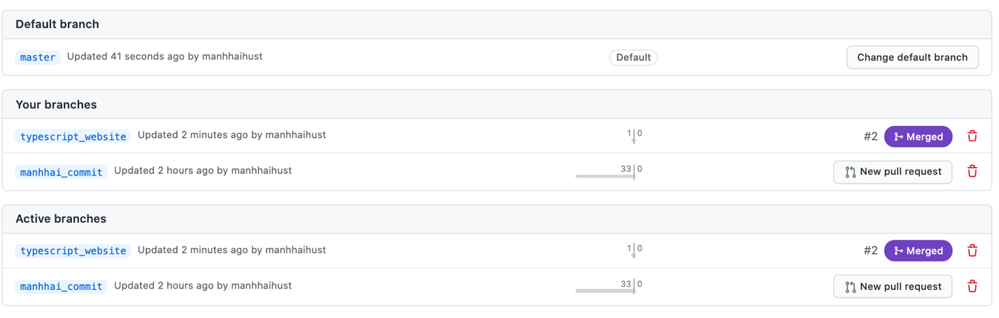 Default branch
master Updated 41 seconds ago by manhhaihust Default Change default branch
Your branches
typescript_website Updated 2 minutes ago by manhhaihust 1 0 #2 Merged
manhhai_commit Updated 2 hours ago by manhhaihust 33 0 New pull request
Active branches
typescript_website Updated 2 minutes ago by manhhaihust 1 0 #2 Merged
manhhai_commit Updated 2 hours ago by manhhaihust 33 0 New pull request